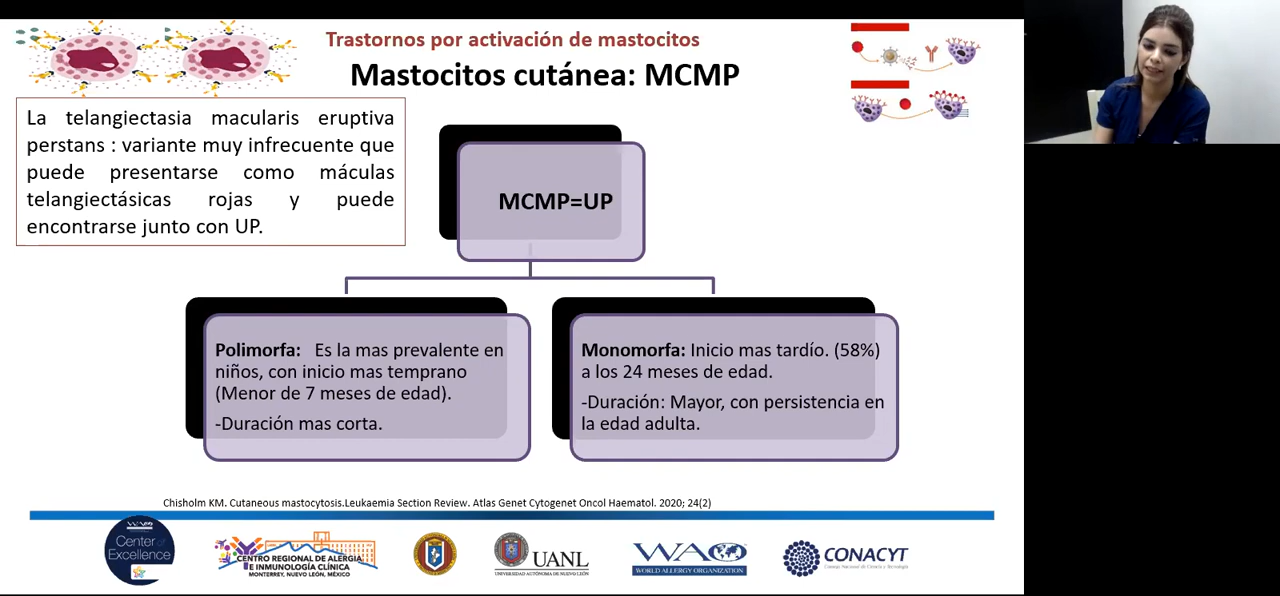 Trastornos por activación de mastocitos
Mastocitos cutánea: MCMP
La telangiectasia macularis eruptiva
perstans : variante muy infrecuente que
puede presentarse como máculas
telangiectásicas rojas y puede
encontrarse junto con UP.
MCMP=UP
Polimorfa: Es la mas prevalente en
niños, con inicio mas temprano
(Menor de 7 meses de edad).
-Duración mas corta.
Monomorfa: Inicio mas tardío. (58%)
a los 24 meses de edad.
-Duración: Mayor, con persistencia en
la edad adulta.
Chisholm KM. Cutaneous mastocytosis.Leukaemia Section Review. Atlas Genet Cytogenet Oncol Haematol. 2020; 24(2)
Center of
Excellence
CENTRO REGIONAL DE ALERGIA
E INMUNOLOGÍA CLÍNICA
MONTERREY, NUEVO LEÓN, MÉXICO
UANL
UNIVERSIDAD AUTÓNOMA DE NUEVO LEÓN
WAO
WORLD ALLERGY ORGANIZATION
CONACYT
Consejo Nacional de Ciencia y Tecnología